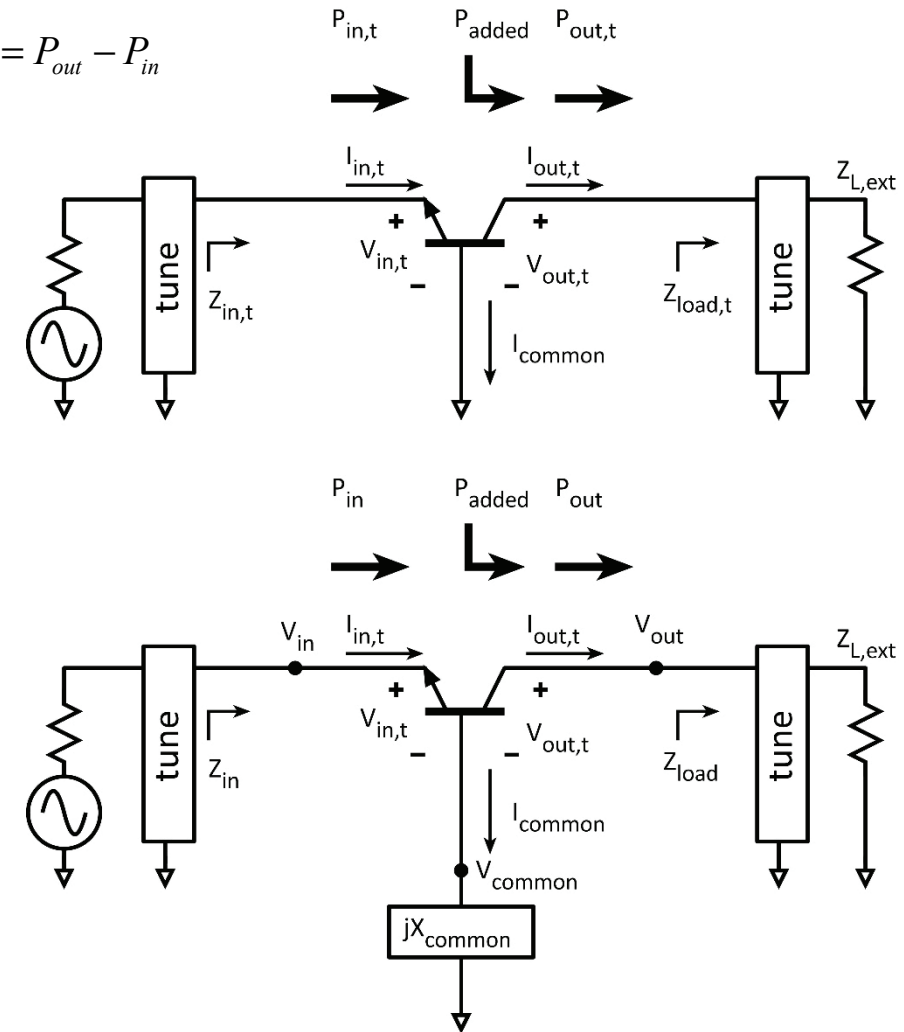 P_in,t P_added P_out,t
= P_out − P_in
I_in,t I_out,t Z_L,ext
+ +
tune V_in,t V_out,t tune
Z_in,t − − Z_load,t
I_common
P_in P_added P_out
V_in I_in,t I_out,t V_out Z_L,ext
+ +
tune V_in,t V_out,t tune
Z_in − − Z_load
I_common
V_common
jX_common